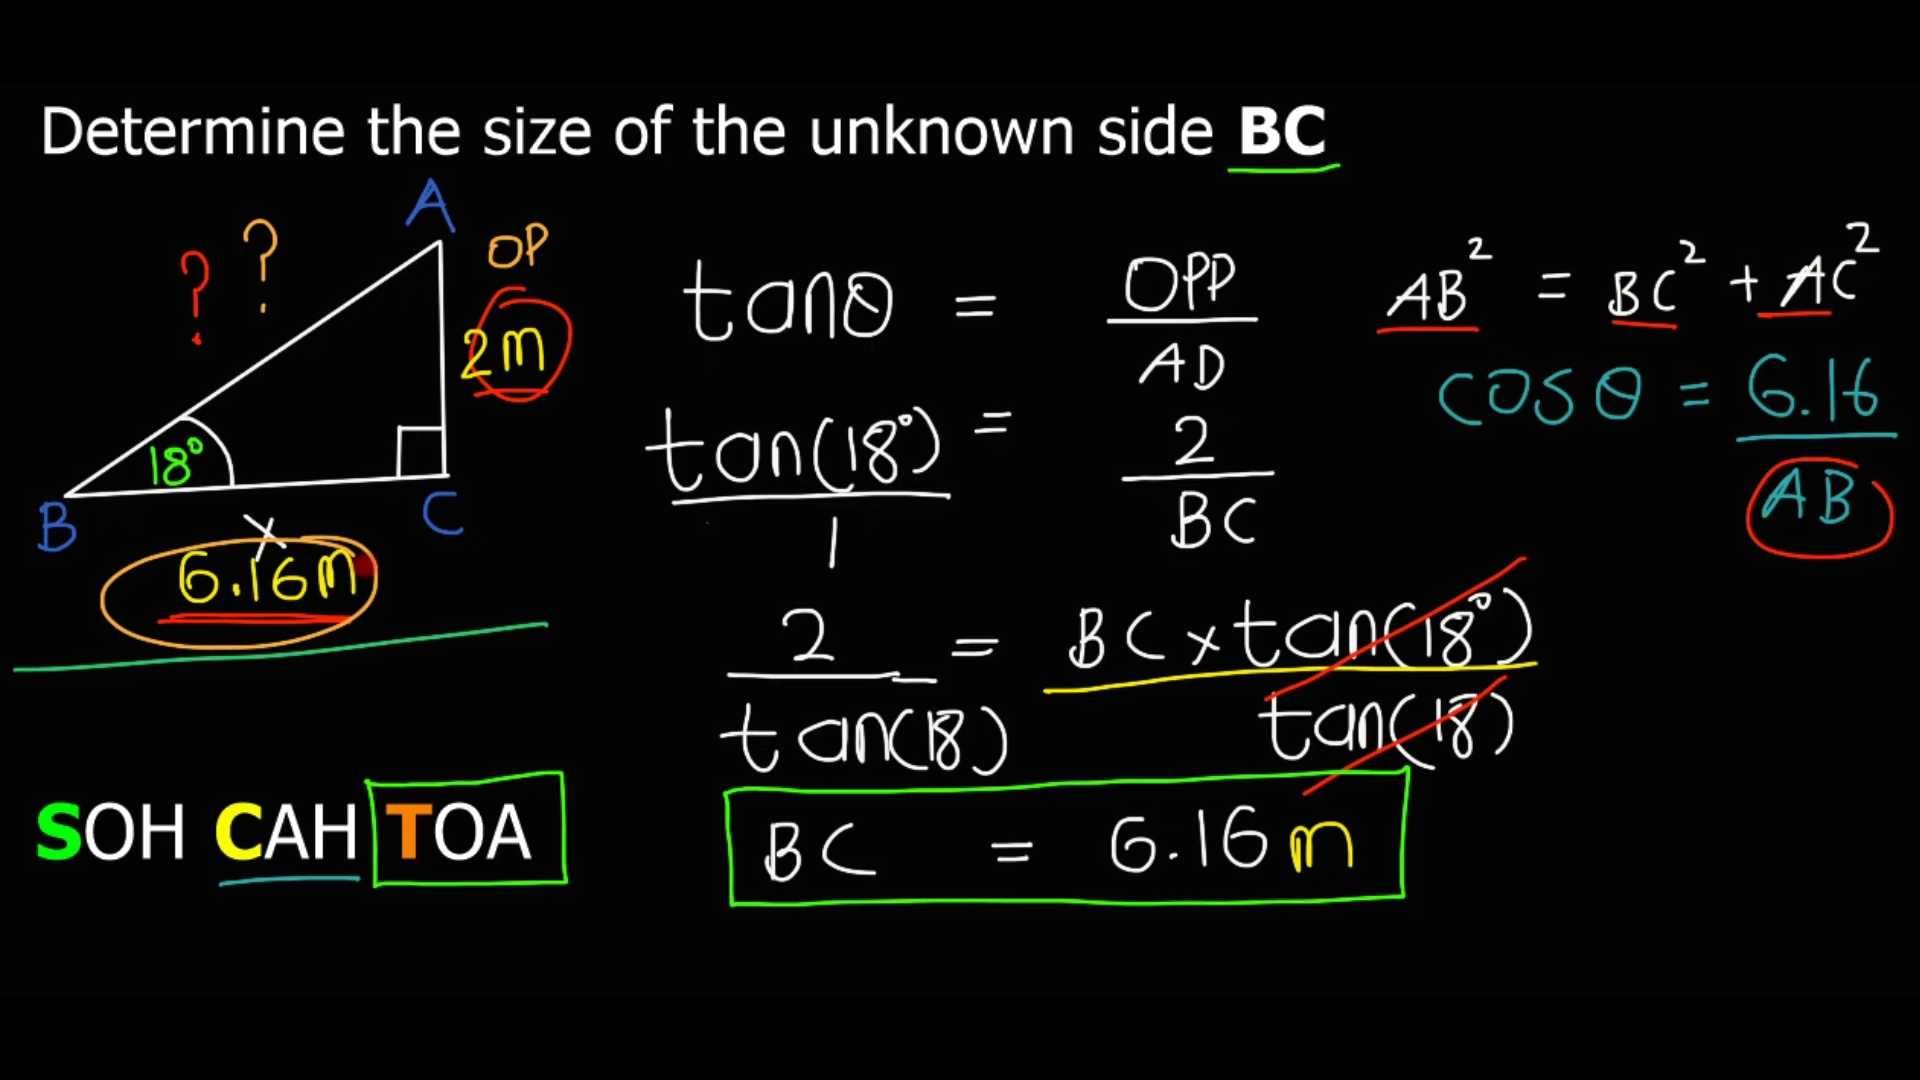 Determine the size of the unknown side BC
A
? ?
OP
2m
18°
B
C
x
6.16m
SOH CAH TOA
tanθ = OPP
AD
tan(18°) = 2
1 BC
2 = BC x tan(18°)
tan(18) tan(18)
BC = 6.16m
AB² = BC² + AC²
cosθ = 6.16
AB